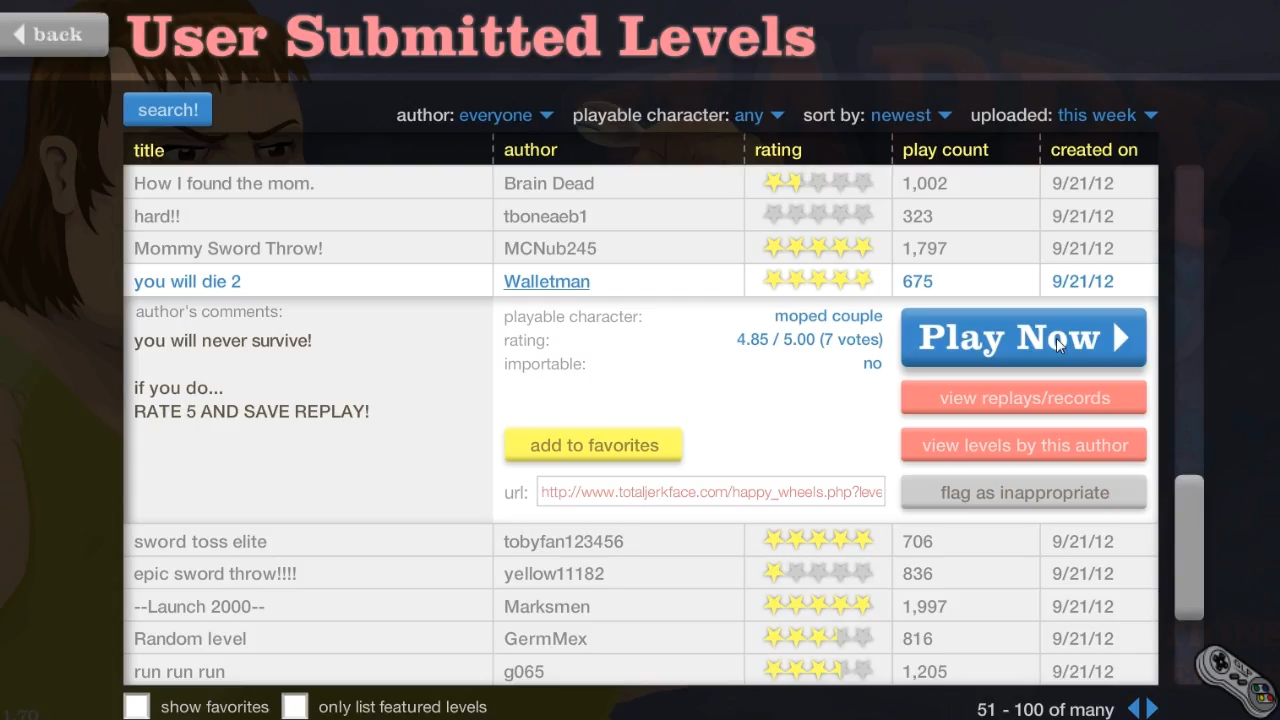 back
User Submitted Levels
search!
author: everyone playable character: any sort by: newest uploaded: this week
title author rating play count created on
How I found the mom. Brain Dead 1,002 9/21/12
hard!! tboneaeb1 323 9/21/12
Mommy Sword Throw! MCNub245 1,797 9/21/12
you will die 2 Walletman 675 9/21/12
author's comments:
you will never survive!
if you do...
RATE 5 AND SAVE REPLAY!
playable character: moped couple
rating: 4.85 / 5.00 (7 votes)
importable: no
add to favorites
url: http://www.totaljerkface.com/happy_wheels.php?leve
Play Now
view replays/records
view levels by this author
flag as inappropriate
sword toss elite tobyfan123456 706 9/21/12
epic sword throw!!!! yellow11182 836 9/21/12
--Launch 2000-- Marksmen 1,997 9/21/12
Random level GermMex 816 9/21/12
run run run g065 1,205 9/21/12
show favorites only list featured levels 51 - 100 of many
1.70